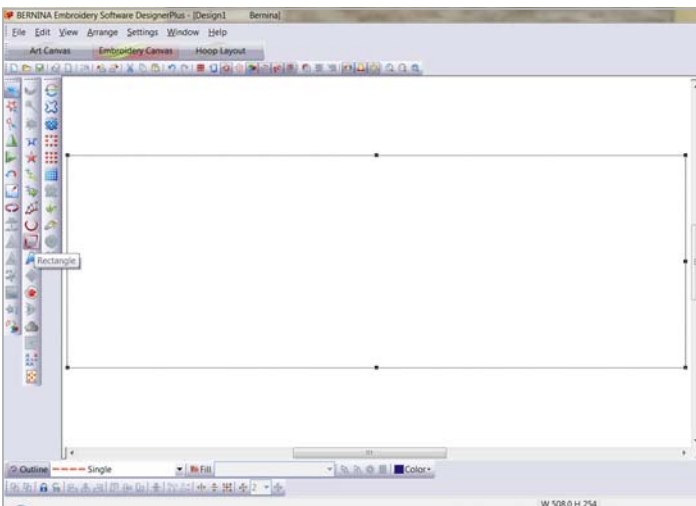 BERNINA Embroidery Software DesignerPlus - [Design1 Bernina]
File Edit View Arrange Settings Window Help
Art Canvas Embroidery Canvas Hoop Layout
Rectangle
Outline Single Fill Color
2
W 508.0 H 254